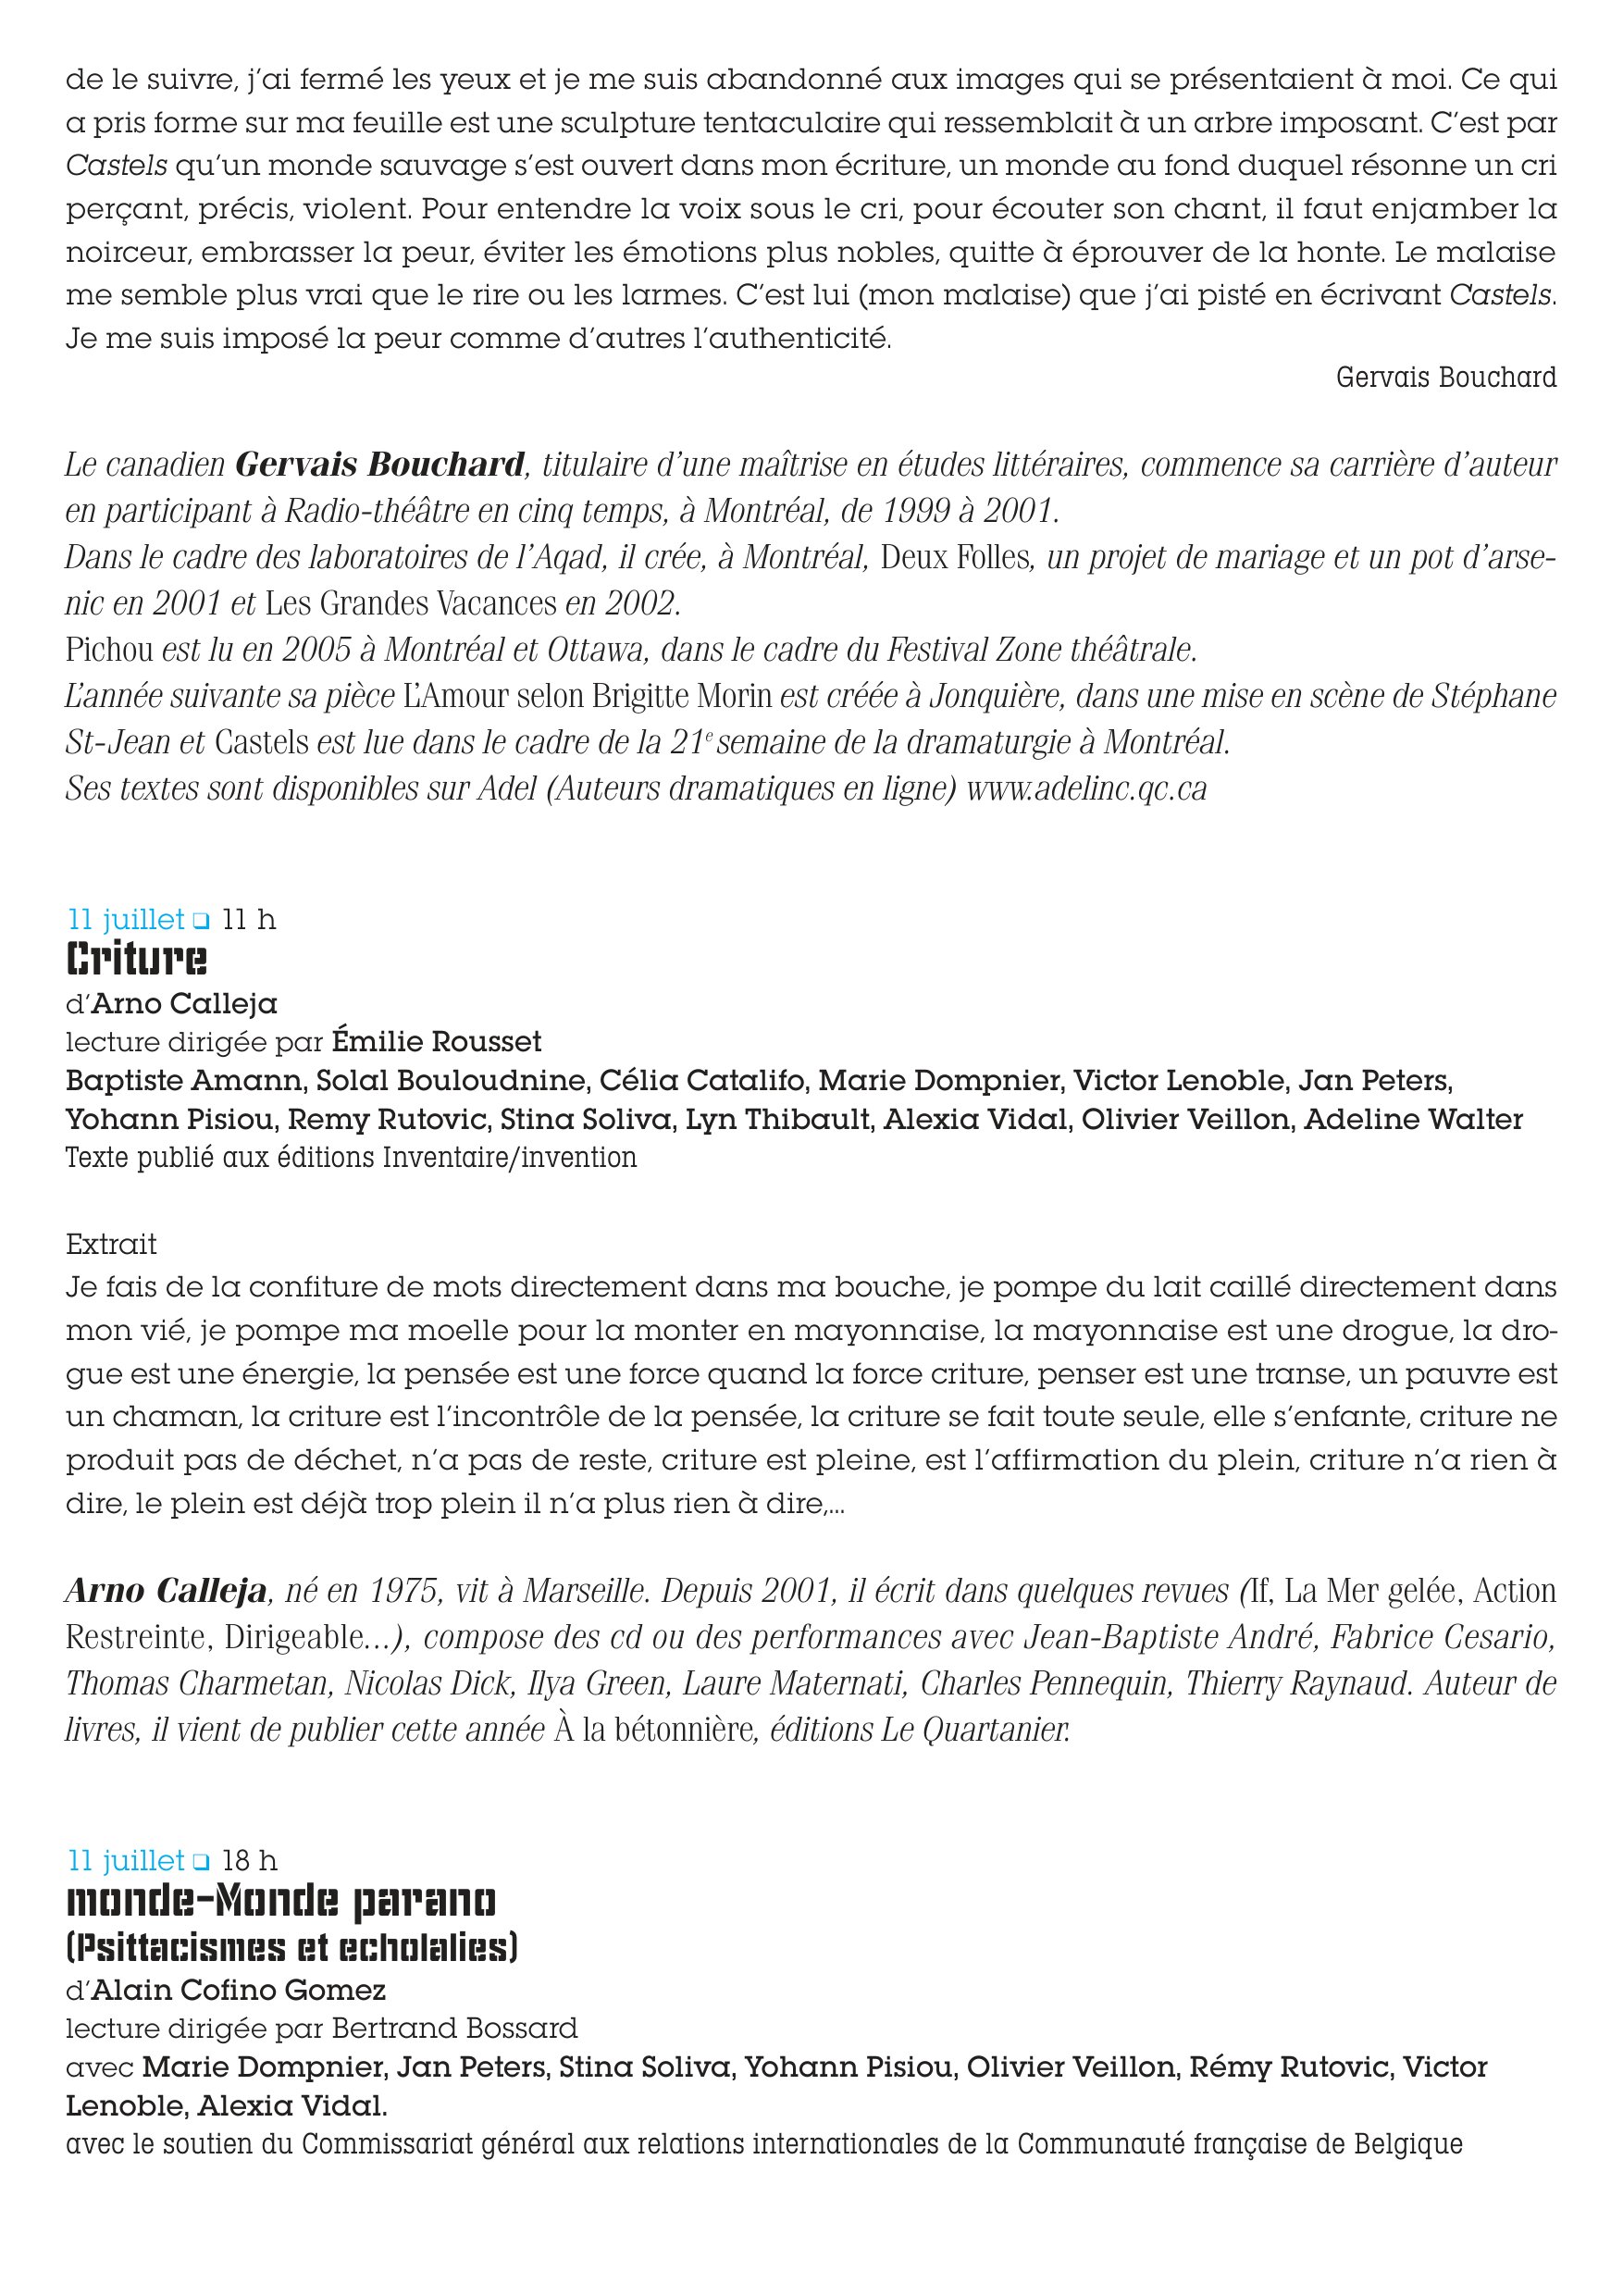 de le suivre, j’ai fermé les yeux et je me suis abandonné aux images qui se présentaient à moi. Ce qui
a pris forme sur ma feuille est une sculpture tentaculaire qui ressemblait à un arbre imposant. C’est par
Castels qu’un monde sauvage s’est ouvert dans mon écriture, un monde au fond duquel résonne un cri
perçant, précis, violent. Pour entendre la voix sous le cri, pour écouter son chant, il faut enjamber la
noirceur, embrasser la peur, éviter les émotions plus nobles, quitte à éprouver de la honte. Le malaise
me semble plus vrai que le rire ou les larmes. C’est lui (mon malaise) que j’ai pisté en écrivant Castels.
Je me suis imposé la peur comme d’autres l’authenticité.
Gervais Bouchard
Le canadien Gervais Bouchard, titulaire d’une maîtrise en études littéraires, commence sa carrière d’auteur
en participant à Radio-théâtre en cinq temps, à Montréal, de 1999 à 2001.
Dans le cadre des laboratoires de l’Aqad, il crée, à Montréal, Deux Folles, un projet de mariage et un pot d’arse-
nic en 2001 et Les Grandes Vacances en 2002.
Pichou est lu en 2005 à Montréal et Ottawa, dans le cadre du Festival Zone théâtrale.
L’année suivante sa pièce L’Amour selon Brigitte Morin est créée à Jonquière, dans une mise en scène de Stéphane
St-Jean et Castels est lue dans le cadre de la 21e semaine de la dramaturgie à Montréal.
Ses textes sont disponibles sur Adel (Auteurs dramatiques en ligne) www.adelinc.qc.ca
11 juillet ❑ 11 h
Criture
d’Arno Calleja
lecture dirigée par Émilie Rousset
Baptiste Amann, Solal Bouloudnine, Célia Catalifo, Marie Dompnier, Victor Lenoble, Jan Peters,
Yohann Pisiou, Remy Rutovic, Stina Soliva, Lyn Thibault, Alexia Vidal, Olivier Veillon, Adeline Walter
Texte publié aux éditions Inventaire/invention
Extrait
Je fais de la confiture de mots directement dans ma bouche, je pompe du lait caillé directement dans
mon vié, je pompe ma moelle pour la monter en mayonnaise, la mayonnaise est une drogue, la dro-
gue est une énergie, la pensée est une force quand la force criture, penser est une transe, un pauvre est
un chaman, la criture est l’incontrôle de la pensée, la criture se fait toute seule, elle s’enfante, criture ne
produit pas de déchet, n’a pas de reste, criture est pleine, est l’affirmation du plein, criture n’a rien à
dire, le plein est déjà trop plein il n’a plus rien à dire,...
Arno Calleja, né en 1975, vit à Marseille. Depuis 2001, il écrit dans quelques revues (If, La Mer gelée, Action
Restreinte, Dirigeable...), compose des cd ou des performances avec Jean-Baptiste André, Fabrice Cesario,
Thomas Charmetan, Nicolas Dick, Ilya Green, Laure Maternati, Charles Pennequin, Thierry Raynaud. Auteur de
livres, il vient de publier cette année À la bétonnière, éditions Le Quartanier.
11 juillet ❑ 18 h
monde-Monde parano
(Psittacismes et echolalies)
d’Alain Cofino Gomez
lecture dirigée par Bertrand Bossard
avec Marie Dompnier, Jan Peters, Stina Soliva, Yohann Pisiou, Olivier Veillon, Rémy Rutovic, Victor
Lenoble, Alexia Vidal.
avec le soutien du Commissariat général aux relations internationales de la Communauté française de Belgique